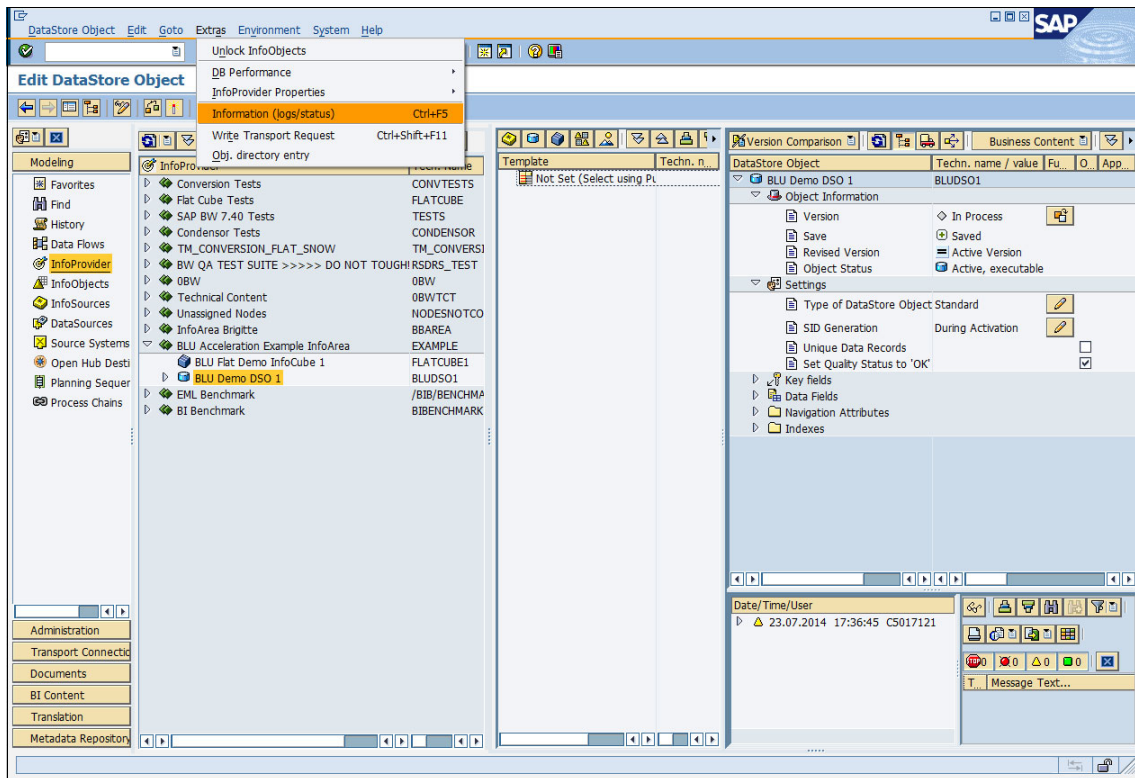 DataStore Object Edit Goto Extras Environment System Help
SAP
Unlock InfoObjects
DB Performance
InfoProvider Properties
Information (logs/status) Ctrl+F5
Write Transport Request Ctrl+Shift+F11
Obj. directory entry
Edit DataStore Object
Modeling
Favorites
Find
History
Data Flows
InfoProvider
InfoObjects
InfoSources
DataSources
Source Systems
Open Hub Desti
Planning Sequer
Process Chains
Administration
Transport Connectio
Documents
BI Content
Translation
Metadata Repository
InfoProvider Techn. Name
Conversion Tests CONVTESTS
Flat Cube Tests FLATCUBE
SAP BW 7.40 Tests TESTS
Condensor Tests CONDENSOR
TM_CONVERSION_FLAT_SNOW TM_CONVERSI
BW QA TEST SUITE >>>>> DO NOT TOUGH! RSDRS_TEST
0BW 0BW
Technical Content 0BWTCT
Unassigned Nodes NODESNOTCO
InfoArea Brigitte BBAREA
BLU Acceleration Example InfoArea EXAMPLE
BLU Flat Demo InfoCube 1 FLATCUBE1
BLU Demo DSO 1 BLUDSO1
EML Benchmark /BIB/BENCHMA
BI Benchmark BIBENCHMARK
Template Techn. n...
Not Set (Select using Pu
Version Comparison Business Content
DataStore Object Techn. name / value Fu... O... App...
BLU Demo DSO 1 BLUDSO1
Object Information
Version In Process
Save Saved
Revised Version Active Version
Object Status Active, executable
Settings
Type of DataStore Object Standard
SID Generation During Activation
Unique Data Records
Set Quality Status to 'OK'
Key fields
Data Fields
Navigation Attributes
Indexes
Date/Time/User
23.07.2014 17:36:45 C5017121
STOP 0 0 0 0
T... Message Text...